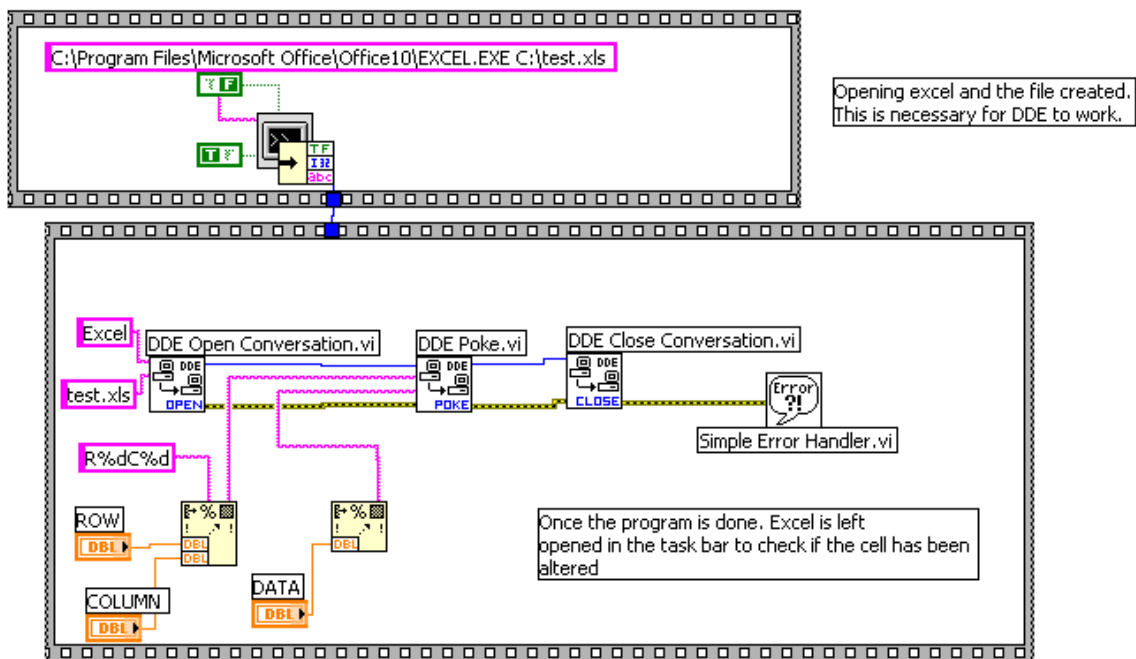 C:\Program Files\Microsoft Office\Office10\EXCEL.EXE C:\test.xls
F
Opening excel and the file created.
This is necessary for DDE to work.
>>
T
TF
I32
abc
Excel
DDE Open Conversation.vi
DDE Poke.vi
DDE Close Conversation.vi
DDE
DDE
DDE
test.xls
OPEN
POKE
CLOSE
Error
?!
Simple Error Handler.vi
R%dC%d
%
! !
%
! !
ROW
DBL
DBL
DBL
DBL
Once the program is done. Excel is left
opened in the task bar to check if the cell has been
altered
COLUMN
DBL
DATA
DBL